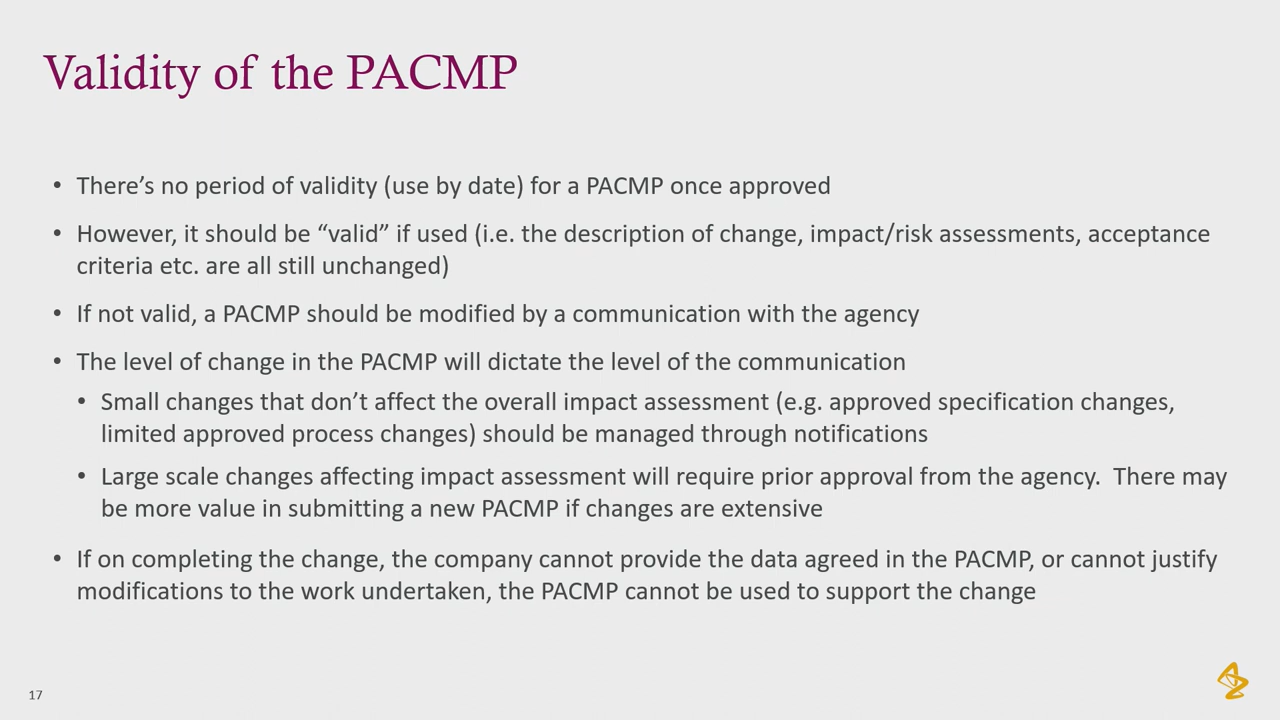 Validity of the PACMP
• There’s no period of validity (use by date) for a PACMP once approved
• However, it should be “valid” if used (i.e. the description of change, impact/risk assessments, acceptance
criteria etc. are all still unchanged)
• If not valid, a PACMP should be modified by a communication with the agency
• The level of change in the PACMP will dictate the level of the communication
• Small changes that don’t affect the overall impact assessment (e.g. approved specification changes,
limited approved process changes) should be managed through notifications
• Large scale changes affecting impact assessment will require prior approval from the agency.  There may
be more value in submitting a new PACMP if changes are extensive
• If on completing the change, the company cannot provide the data agreed in the PACMP, or cannot justify
modifications to the work undertaken, the PACMP cannot be used to support the change
17